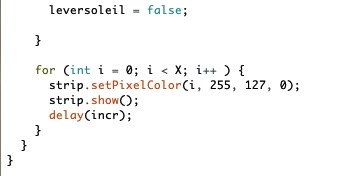 leversoleil = false;

}

for (int i = 0; i < X; i++ ) {
strip.setPixelColor(i, 255, 127, 0);
strip.show();
delay(incr);
}
}
}